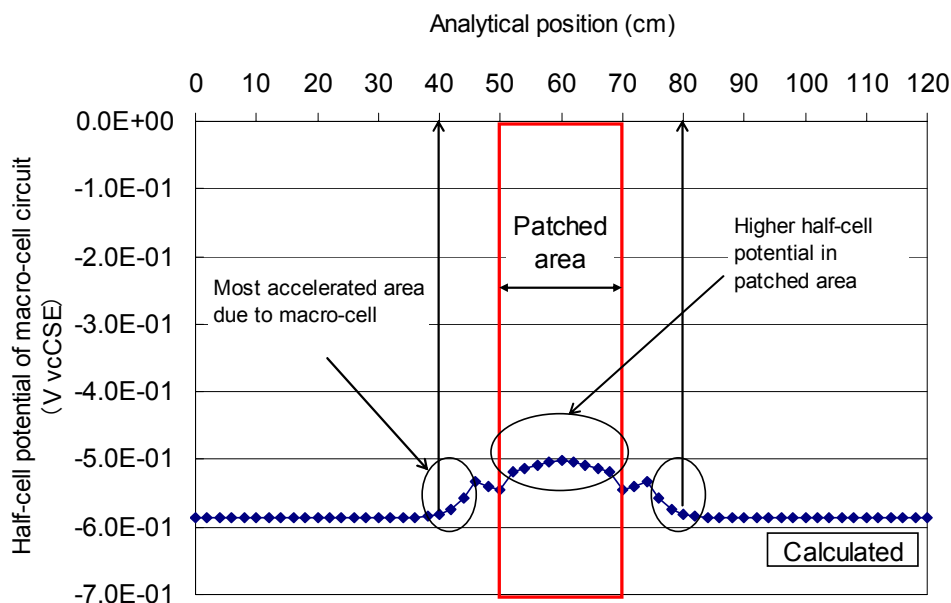 Analytical position (cm)
0 10 20 30 40 50 60 70 80 90 100 110 120
0.0E+00
-1.0E-01
-2.0E-01
-3.0E-01
-4.0E-01
-5.0E-01
-6.0E-01
-7.0E-01
Half-cell potential of macro-cell circuit
(V vcCSE)
Patched
area
Higher half-cell
potential in
patched area
Most accelerated area
due to macro-cell
Calculated